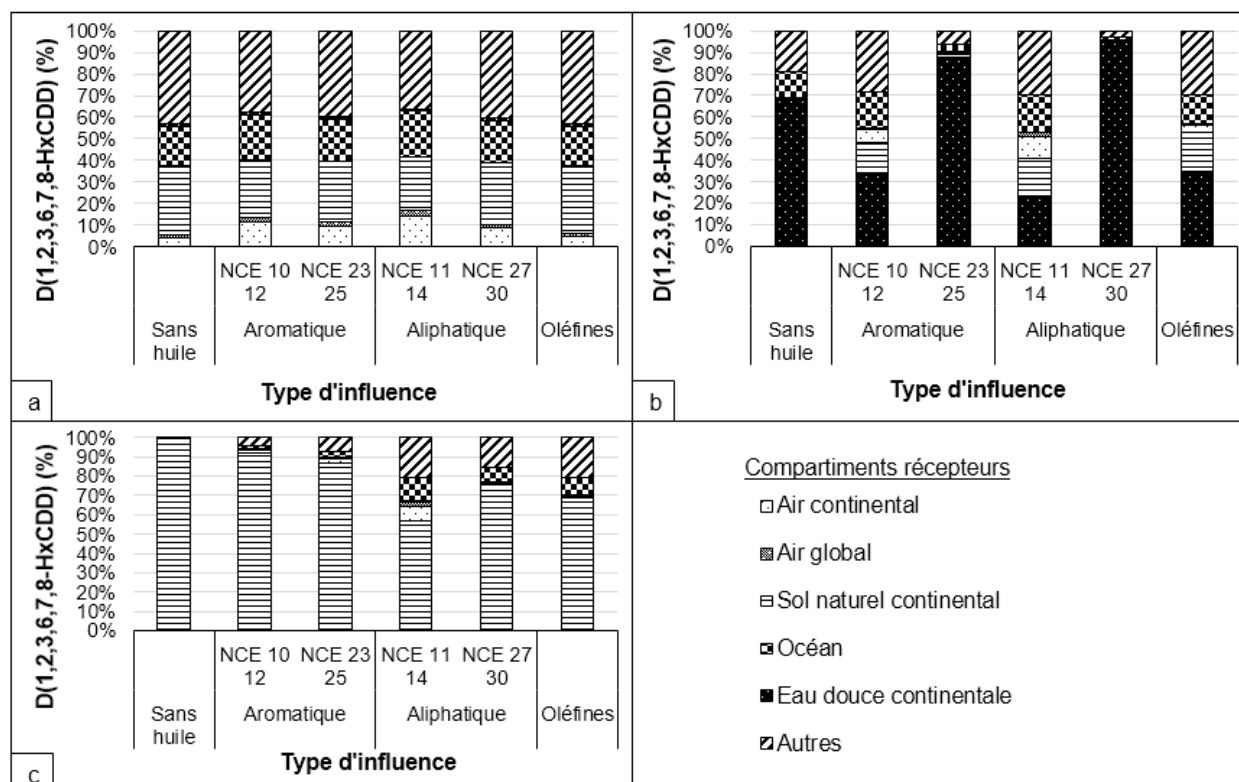 D(1,2,3,6,7,8-HxCDD) (%)
100%
90%
80%
70%
60%
50%
40%
30%
20%
10%
0%
NCE 10 NCE 23 NCE 11 NCE 27
12 25 14 30
Sans huile
Aromatique
Aliphatique
Oléfines
Type d'influence
a
D(1,2,3,6,7,8-HxCDD) (%)
100%
90%
80%
70%
60%
50%
40%
30%
20%
10%
0%
NCE 10 NCE 23 NCE 11 NCE 27
12 25 14 30
Sans huile
Aromatique
Aliphatique
Oléfines
Type d'influence
b
D(1,2,3,6,7,8-HxCDD) (%)
100%
90%
80%
70%
60%
50%
40%
30%
20%
10%
0%
NCE 10 NCE 23 NCE 11 NCE 27
12 25 14 30
Sans huile
Aromatique
Aliphatique
Oléfines
Type d'influence
c
Compartiments récepteurs
Air continental
Air global
Sol naturel continental
Océan
Eau douce continentale
Autres